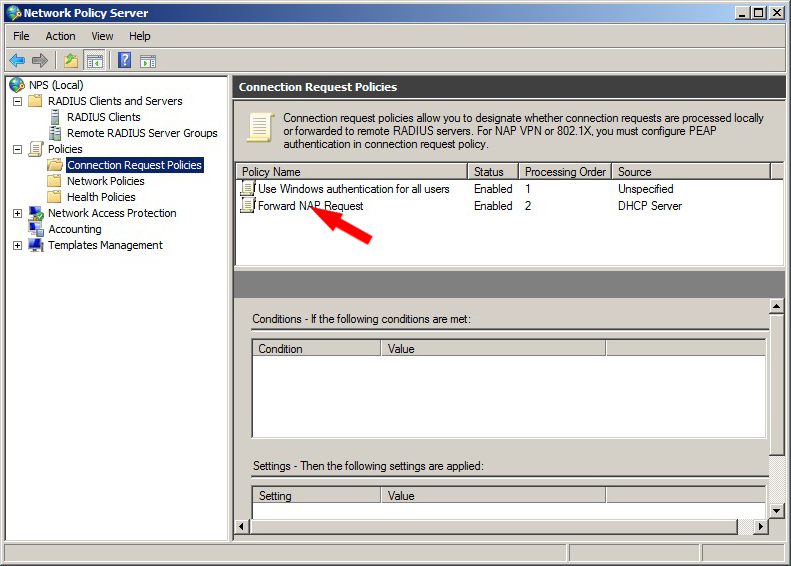 Network Policy Server
File Action View Help
NPS (Local)
RADIUS Clients and Servers
RADIUS Clients
Remote RADIUS Server Groups
Policies
Connection Request Policies
Network Policies
Health Policies
Network Access Protection
Accounting
Templates Management
Connection Request Policies
Connection request policies allow you to designate whether connection requests are processed locally
or forwarded to remote RADIUS servers. For NAP VPN or 802.1X, you must configure PEAP
authentication in connection request policy.
Policy Name Status Processing Order Source
Use Windows authentication for all users Enabled 1 Unspecified
Forward NAP Request Enabled 2 DHCP Server
Conditions - If the following conditions are met:
Condition Value
Settings - Then the following settings are applied:
Setting Value